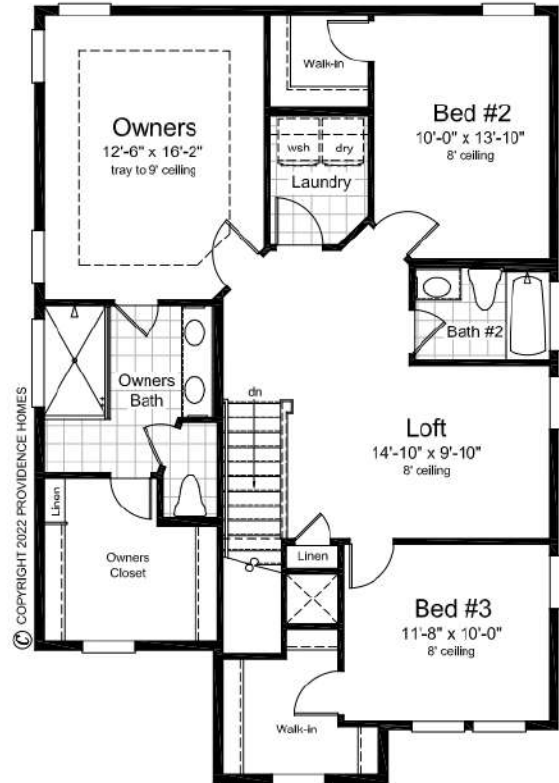 Walk-in
Owners
12'-6" x 16'-2"
tray to 9' ceiling
Bed #2
10'-0" x 13'-10"
8' ceiling
wsh
dry
Laundry
Bath #2
Owners
Bath
dn
Loft
14'-10" x 9'-10"
8' ceiling
Linen
Owners
Closet
Linen
Bed #3
11'-8" x 10'-0"
8' ceiling
Walk-in
© COPYRIGHT 2022 PROVIDENCE HOMES